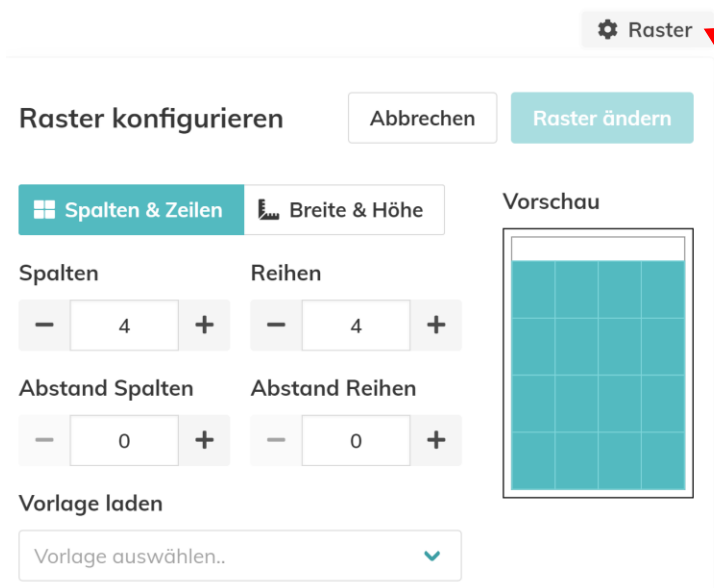 Raster
Raster konfigurieren
Abbrechen
Raster ändern
Spalten & Zeilen
Breite & Höhe
Vorschau
Spalten
Reihen
4
4
Abstand Spalten
Abstand Reihen
0
0
Vorlage laden
Vorlage auswählen..